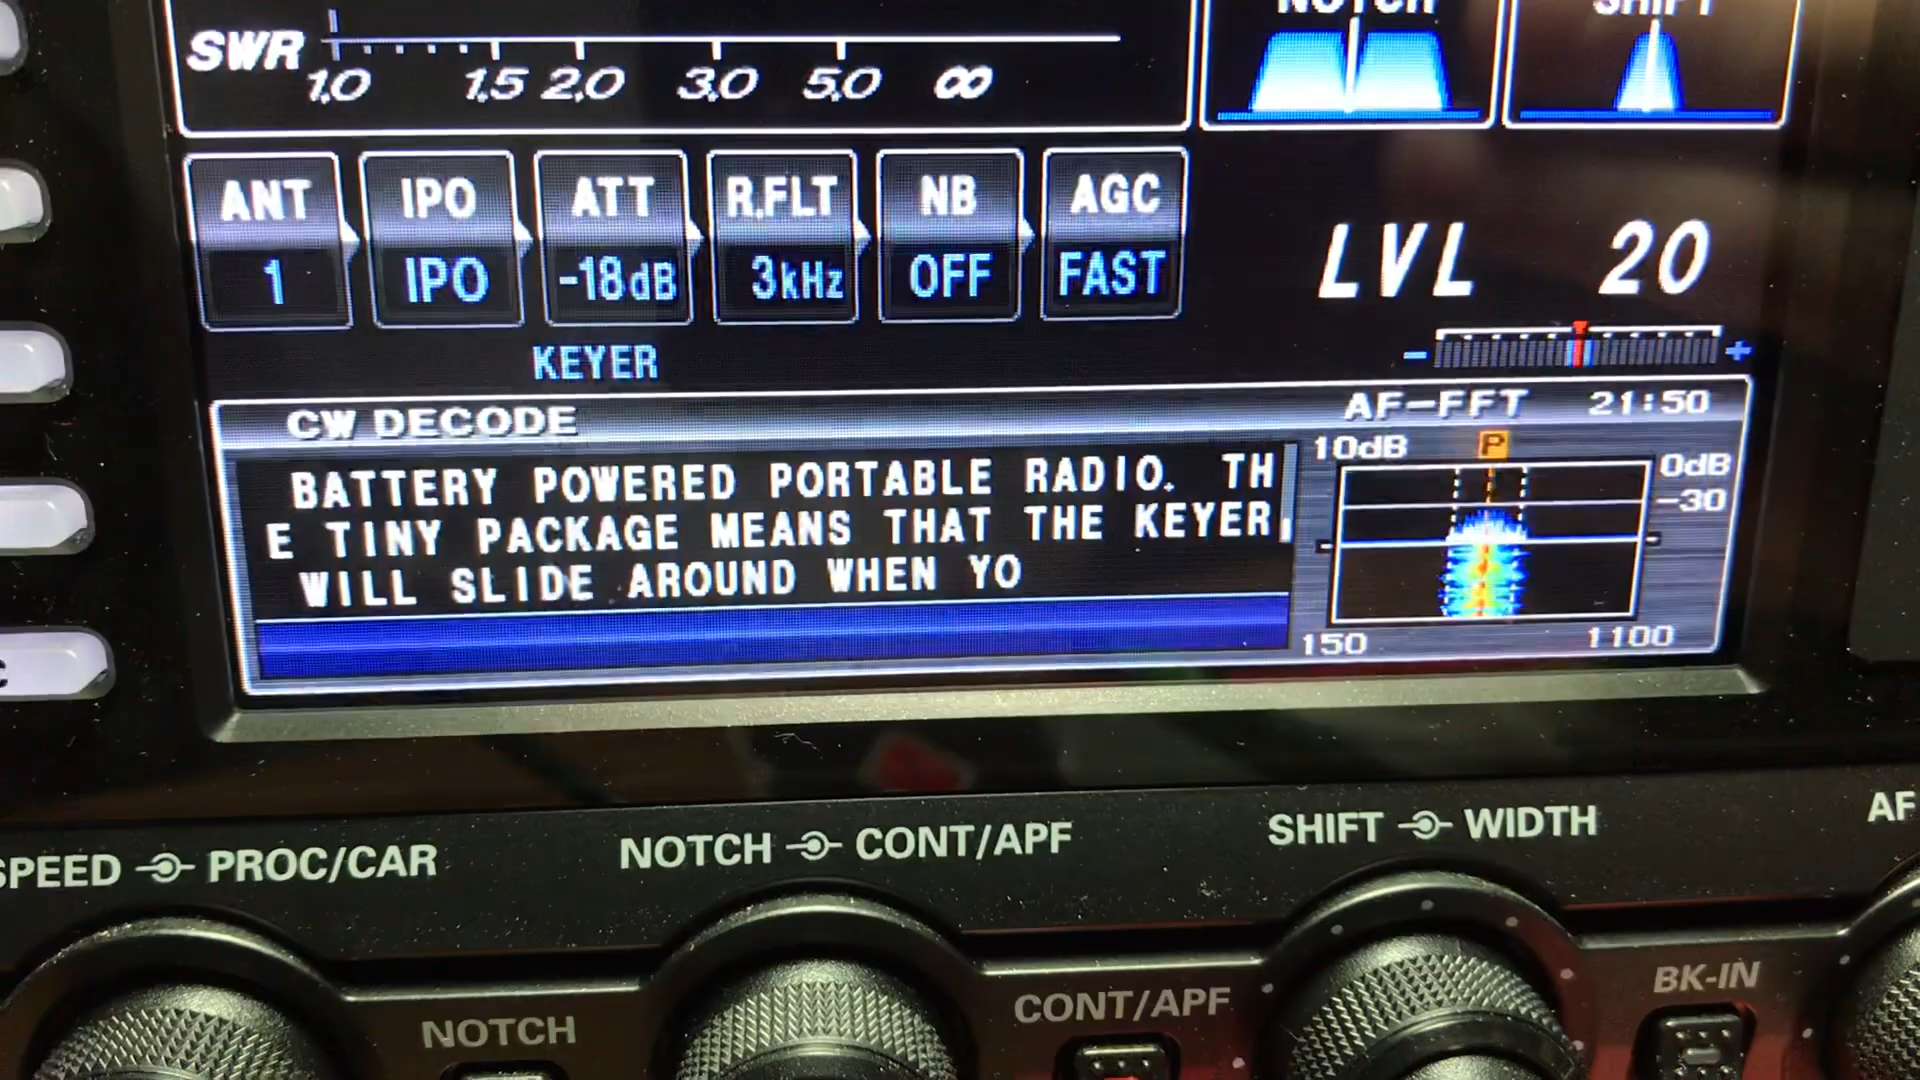 NOTCH SHIFT
SWR
1.0 1.5 2.0 3.0 5.0 ∞
ANT IPO ATT R.FLT NB AGC
1 IPO -18dB 3kHz OFF FAST
LVL 20
KEYER
- +
CW DECODE
AF-FFT 21:50
10dB P 0dB
-30
BATTERY POWERED PORTABLE RADIO. TH
E TINY PACKAGE MEANS THAT THE KEYER
WILL SLIDE AROUND WHEN YO
150 1100
SPEED PROC/CAR NOTCH CONT/APF SHIFT WIDTH AF
NOTCH CONT/APF BK-IN